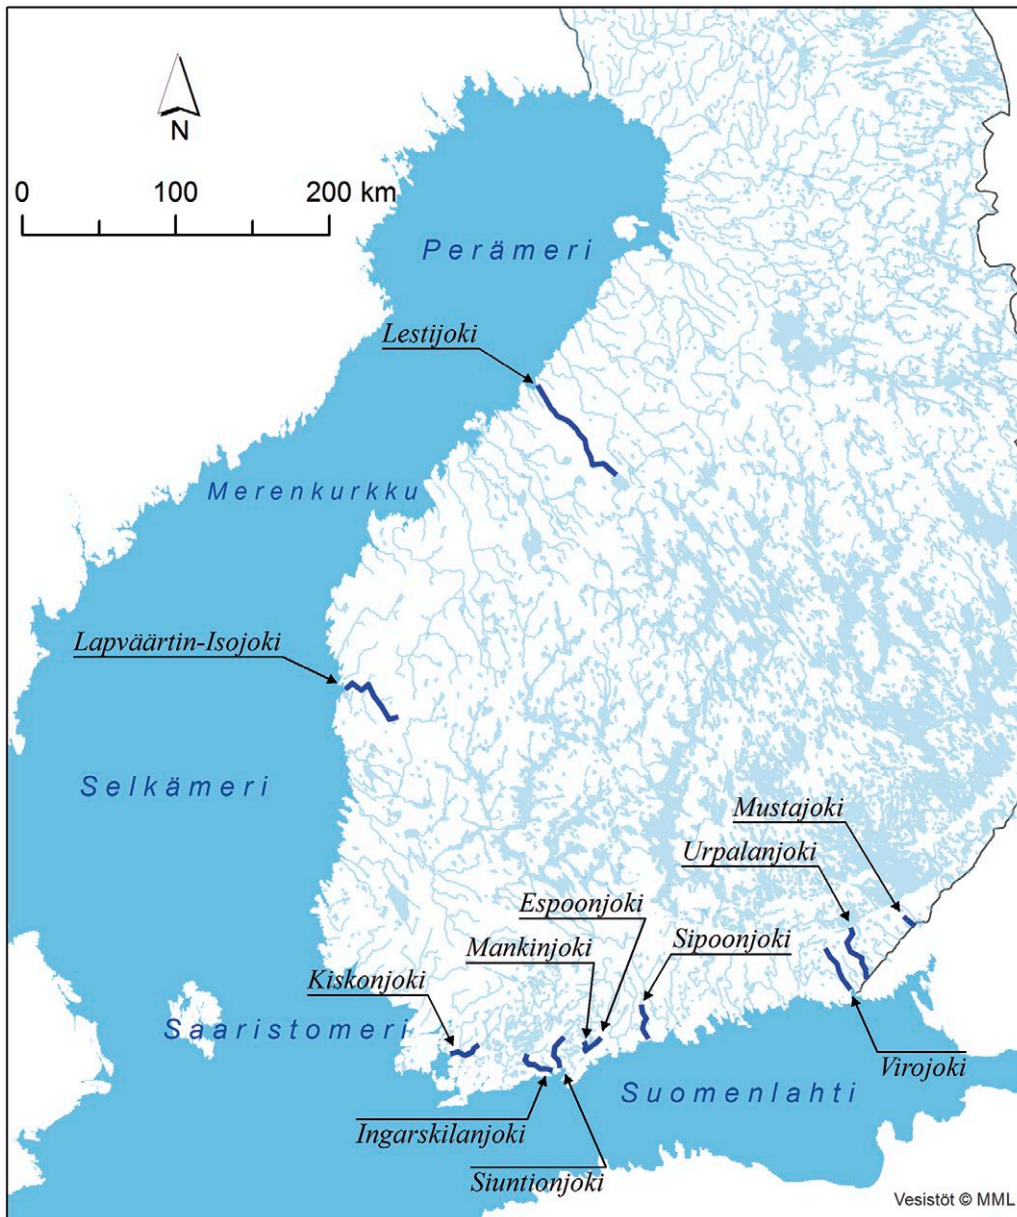 N
0 100 200 km
Perämeri
Lestijoki
Merenkurkku
Lapväärtin-Isojoki
Selkämeri
Mustajoki
Urpalanjoki
Espoonjoki
Mankinjoki
Sipoonjoki
Kiskonjoki
Saaristomeri
Virojoki
Suomenlahti
Ingarskilanjoki
Siuntionjoki
Vesistöt © MML